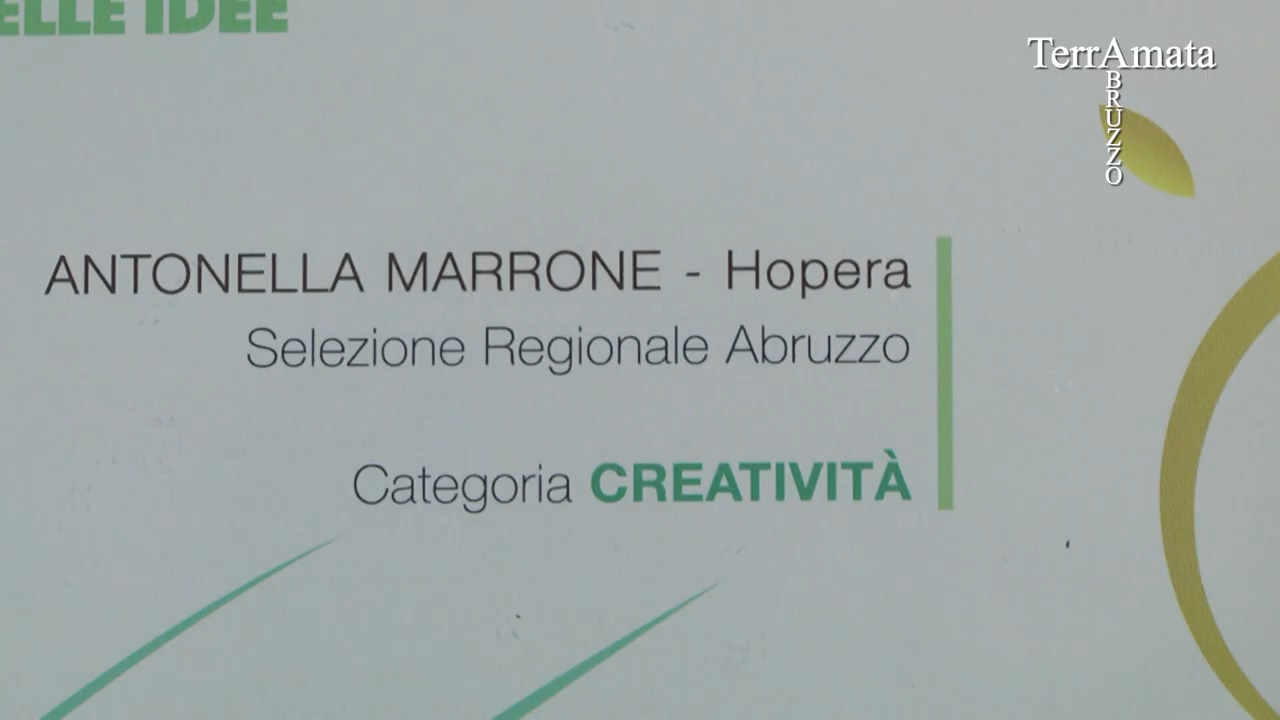 ELLE IDEE
TerrAmata
ABRUZZO
ANTONELLA MARRONE - Hopera
Selezione Regionale Abruzzo
Categoria CREATIVITÀ